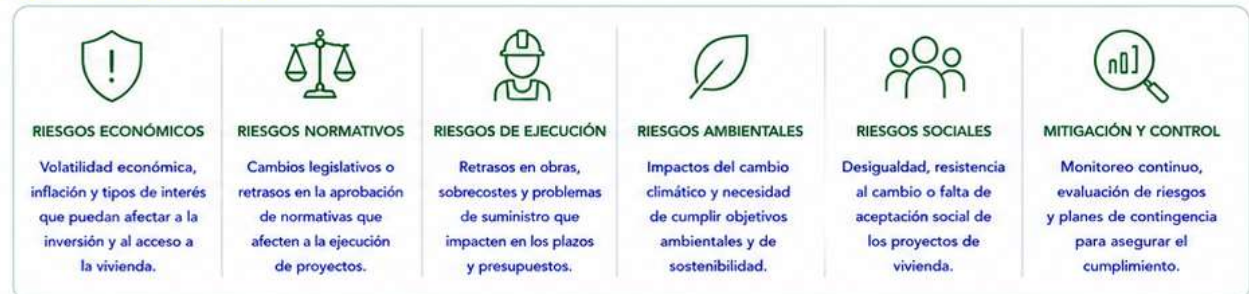 RIESGOS ECONÓMICOS
Volatilidad económica,
inflación y tipos de interés
que puedan afectar a la
inversión y al acceso a
la vivienda.
RIESGOS NORMATIVOS
Cambios legislativos o
retrasos en la aprobación
de normativas que
afecten a la ejecución
de proyectos.
RIESGOS DE EJECUCIÓN
Retrasos en obras,
sobrecostes y problemas
de suministro que
impacten en los plazos
y presupuestos.
RIESGOS AMBIENTALES
Impactos del cambio
climático y necesidad
de cumplir objetivos
ambientales y de
sostenibilidad.
RIESGOS SOCIALES
Desigualdad, resistencia
al cambio o falta de
aceptación social de
los proyectos de
vivienda.
MITIGACIÓN Y CONTROL
Monitoreo continuo,
evaluación de riesgos
y planes de contingencia
para asegurar el
cumplimiento.